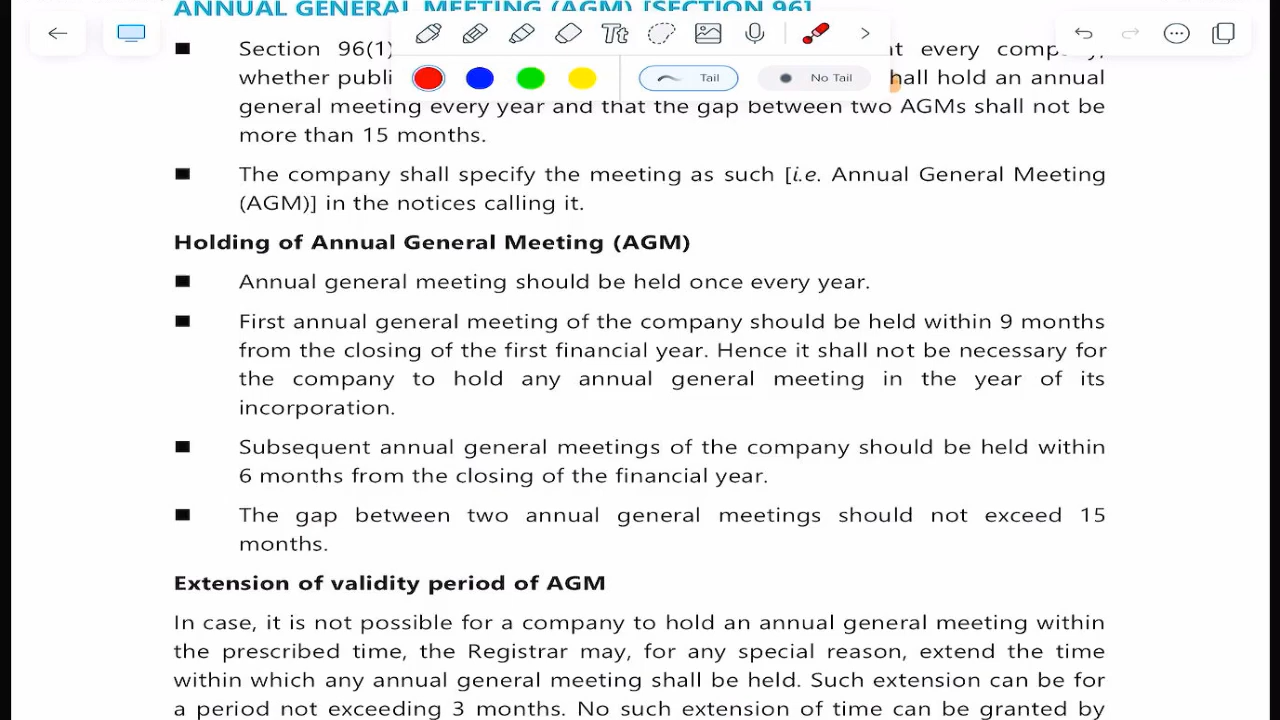 ANNUAL GENERAL MEETING (AGM) [SECTION 96]
Tt
■ Section 96(1) every company,
whether publi hall hold an annual
Tail No Tail
general meeting every year and that the gap between two AGMs shall not be
more than 15 months.
■ The company shall specify the meeting as such [i.e. Annual General Meeting
(AGM)] in the notices calling it.
Holding of Annual General Meeting (AGM)
■ Annual general meeting should be held once every year.
■ First annual general meeting of the company should be held within 9 months
from the closing of the first financial year. Hence it shall not be necessary for
the company to hold any annual general meeting in the year of its
incorporation.
■ Subsequent annual general meetings of the company should be held within
6 months from the closing of the financial year.
■ The gap between two annual general meetings should not exceed 15
months.
Extension of validity period of AGM
In case, it is not possible for a company to hold an annual general meeting within
the prescribed time, the Registrar may, for any special reason, extend the time
within which any annual general meeting shall be held. Such extension can be for
a period not exceeding 3 months. No such extension of time can be granted by